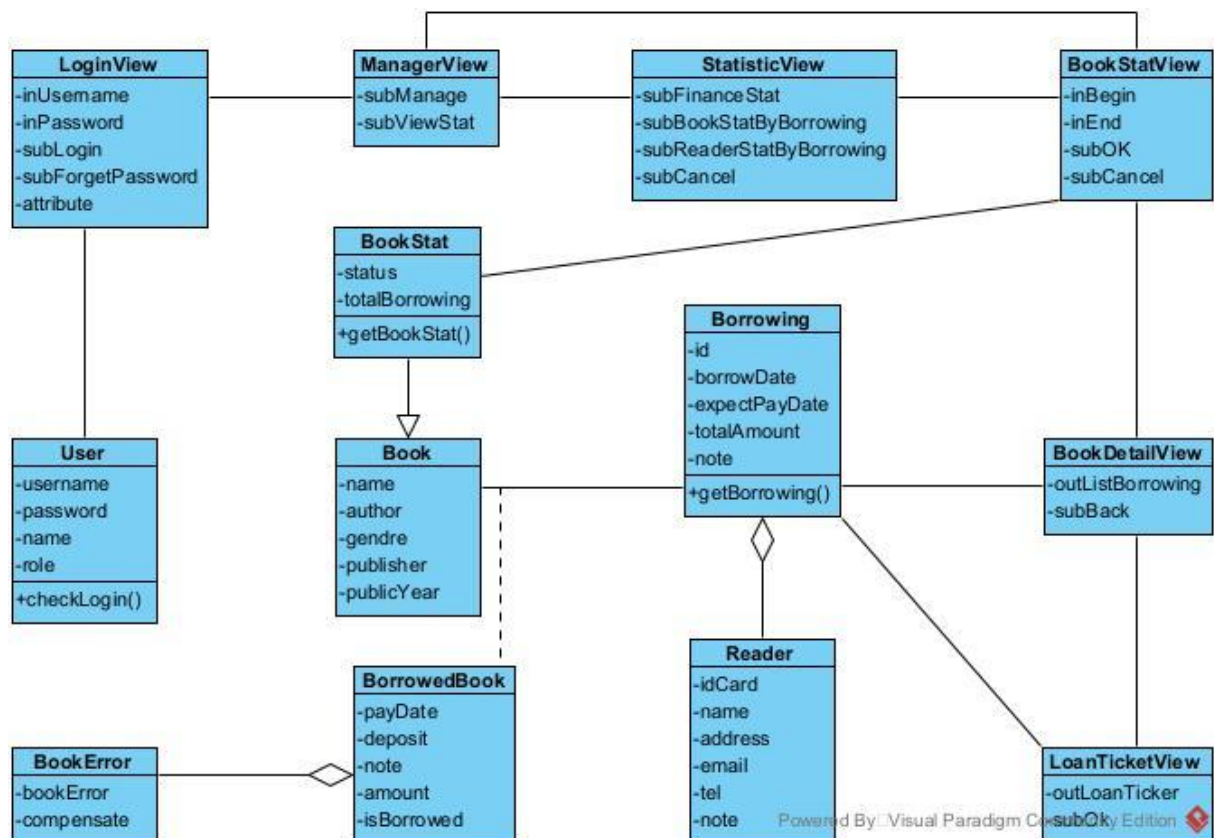 LoginView
-inUsername
-inPassword
-subLogin
-subForgetPassword
-attribute
ManagerView
-subManage
-subViewStat
StatisticView
-subFinanceStat
-subBookStatByBorrowing
-subReaderStatByBorrowing
-subCancel
BookStatView
-inBegin
-inEnd
-subOK
-subCancel
BookStat
-status
-totalBorrowing
+getBookStat()
Borrowing
-id
-borrowDate
-expectPayDate
-totalAmount
-note
+getBorrowing()
User
-username
-password
-name
-role
+checkLogin()
Book
-name
-author
-gendre
-publisher
-publicYear
BookDetailView
-outListBorrowing
-subBack
BorrowedBook
-payDate
-deposit
-note
-amount
-isBorrowed
Reader
-idCard
-name
-address
-email
-tel
-note
BookError
-bookError
-compensate
LoanTicketView
-outLoanTicker
-subOk
Powered By Visual Paradigm Community Edition